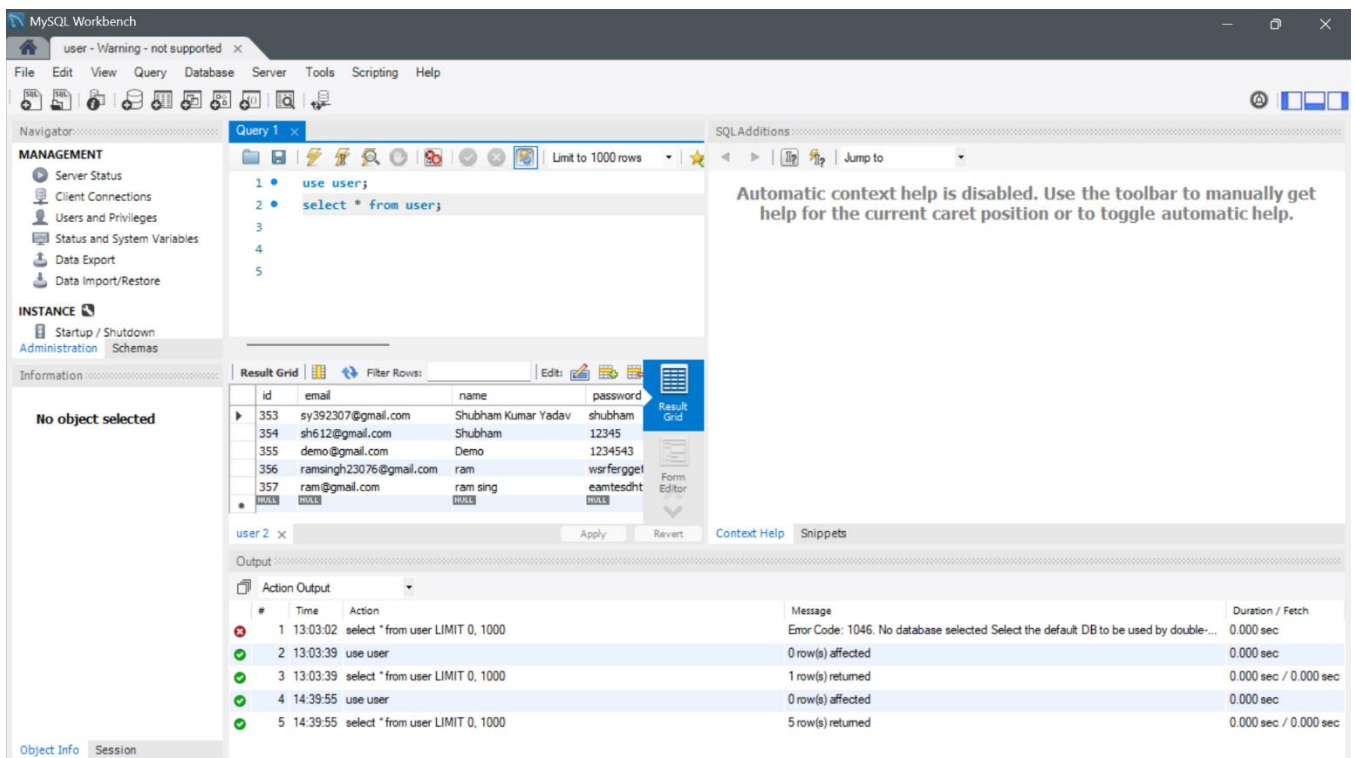 MySQL Workbench
user - Warning - not supported
File Edit View Query Database Server Tools Scripting Help
Navigator
MANAGEMENT
Server Status
Client Connections
Users and Privileges
Status and System Variables
Data Export
Data Import/Restore
INSTANCE
Startup / Shutdown
Administration Schemas
Information
No object selected
Object Info Session
Query 1
Limit to 1000 rows
1 use user;
2 select * from user;
3
4
5
Result Grid Filter Rows: Edit:
id email name password
353 sy392307@gmail.com Shubham Kumar Yadav shubham
354 sh612@gmail.com Shubham 12345
355 demo@gmail.com Demo 1234543
356 ramsingh23076@gmail.com ram wsrfergget
357 ram@gmail.com ram sing eamtesdht
NULL NULL NULL NULL
Result Grid
Form Editor
user 2 Apply Revert
SQLAdditions
Jump to
Automatic context help is disabled. Use the toolbar to manually get
help for the current caret position or to toggle automatic help.
Context Help Snippets
Output
Action Output
# Time Action Message Duration / Fetch
1 13:03:02 select * from user LIMIT 0, 1000 Error Code: 1046. No database selected Select the default DB to be used by double-... 0.000 sec
2 13:03:39 use user 0 row(s) affected 0.000 sec
3 13:03:39 select * from user LIMIT 0, 1000 1 row(s) returned 0.000 sec / 0.000 sec
4 14:39:55 use user 0 row(s) affected 0.000 sec
5 14:39:55 select * from user LIMIT 0, 1000 5 row(s) returned 0.000 sec / 0.000 sec